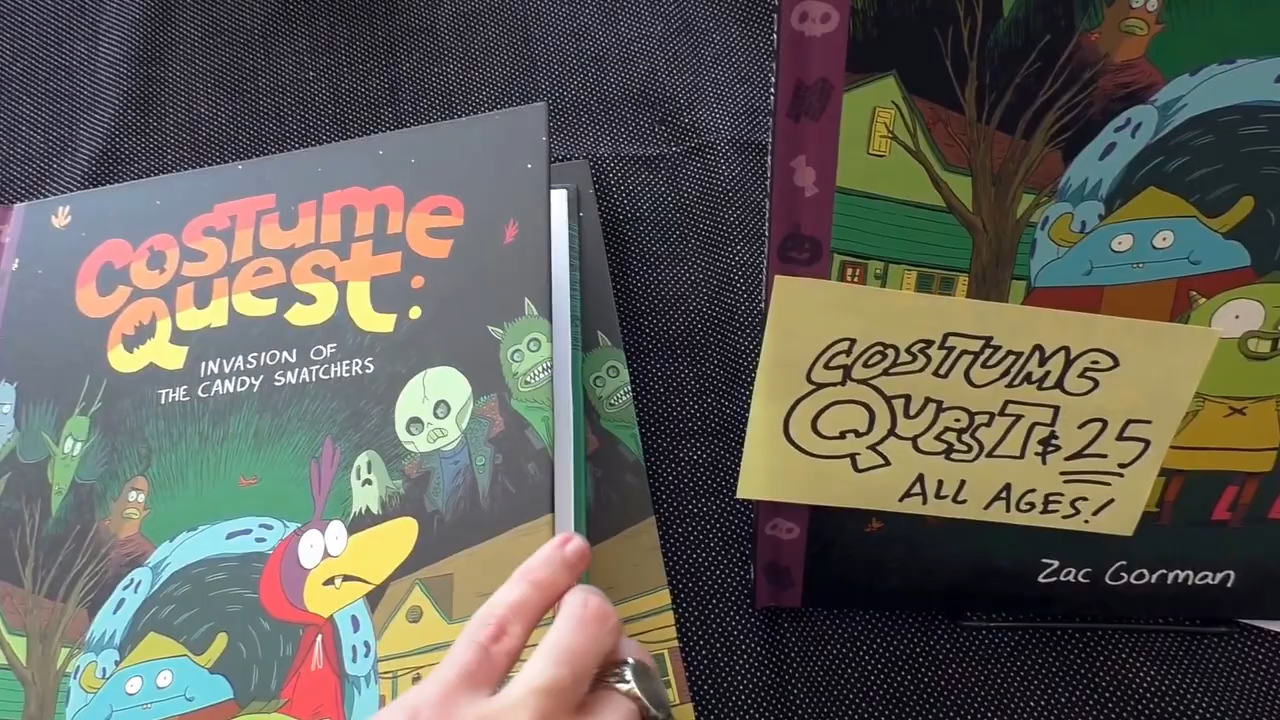 COSTUME
QUEST:
INVASION OF
THE CANDY SNATCHERS
COSTUME
QUEST $25
ALL AGES!
Zac Gorman